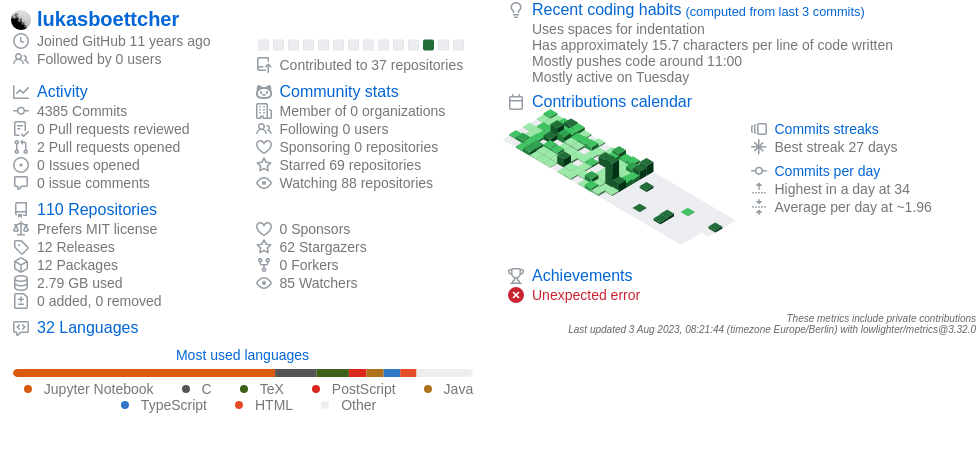 lukasboettcher
Joined GitHub 11 years ago
Followed by 0 users
Contributed to 37 repositories
Activity
4385 Commits
0 Pull requests reviewed
2 Pull requests opened
0 Issues opened
0 issue comments
Community stats
Member of 0 organizations
Following 0 users
Sponsoring 0 repositories
Starred 69 repositories
Watching 88 repositories
110 Repositories
Prefers MIT license
12 Releases
12 Packages
2.79 GB used
0 added, 0 removed
0 Sponsors
62 Stargazers
0 Forkers
85 Watchers
32 Languages
Most used languages
Jupyter Notebook C TeX PostScript Java
TypeScript HTML Other
Recent coding habits (computed from last 3 commits)
Uses spaces for indentation
Has approximately 15.7 characters per line of code written
Mostly pushes code around 11:00
Mostly active on Tuesday
Contributions calendar
Commits streaks
Best streak 27 days
Commits per day
Highest in a day at 34
Average per day at ~1.96
Achievements
Unexpected error
These metrics include private contributions
Last updated 3 Aug 2023, 08:21:44 (timezone Europe/Berlin) with lowlighter/metrics@3.32.0